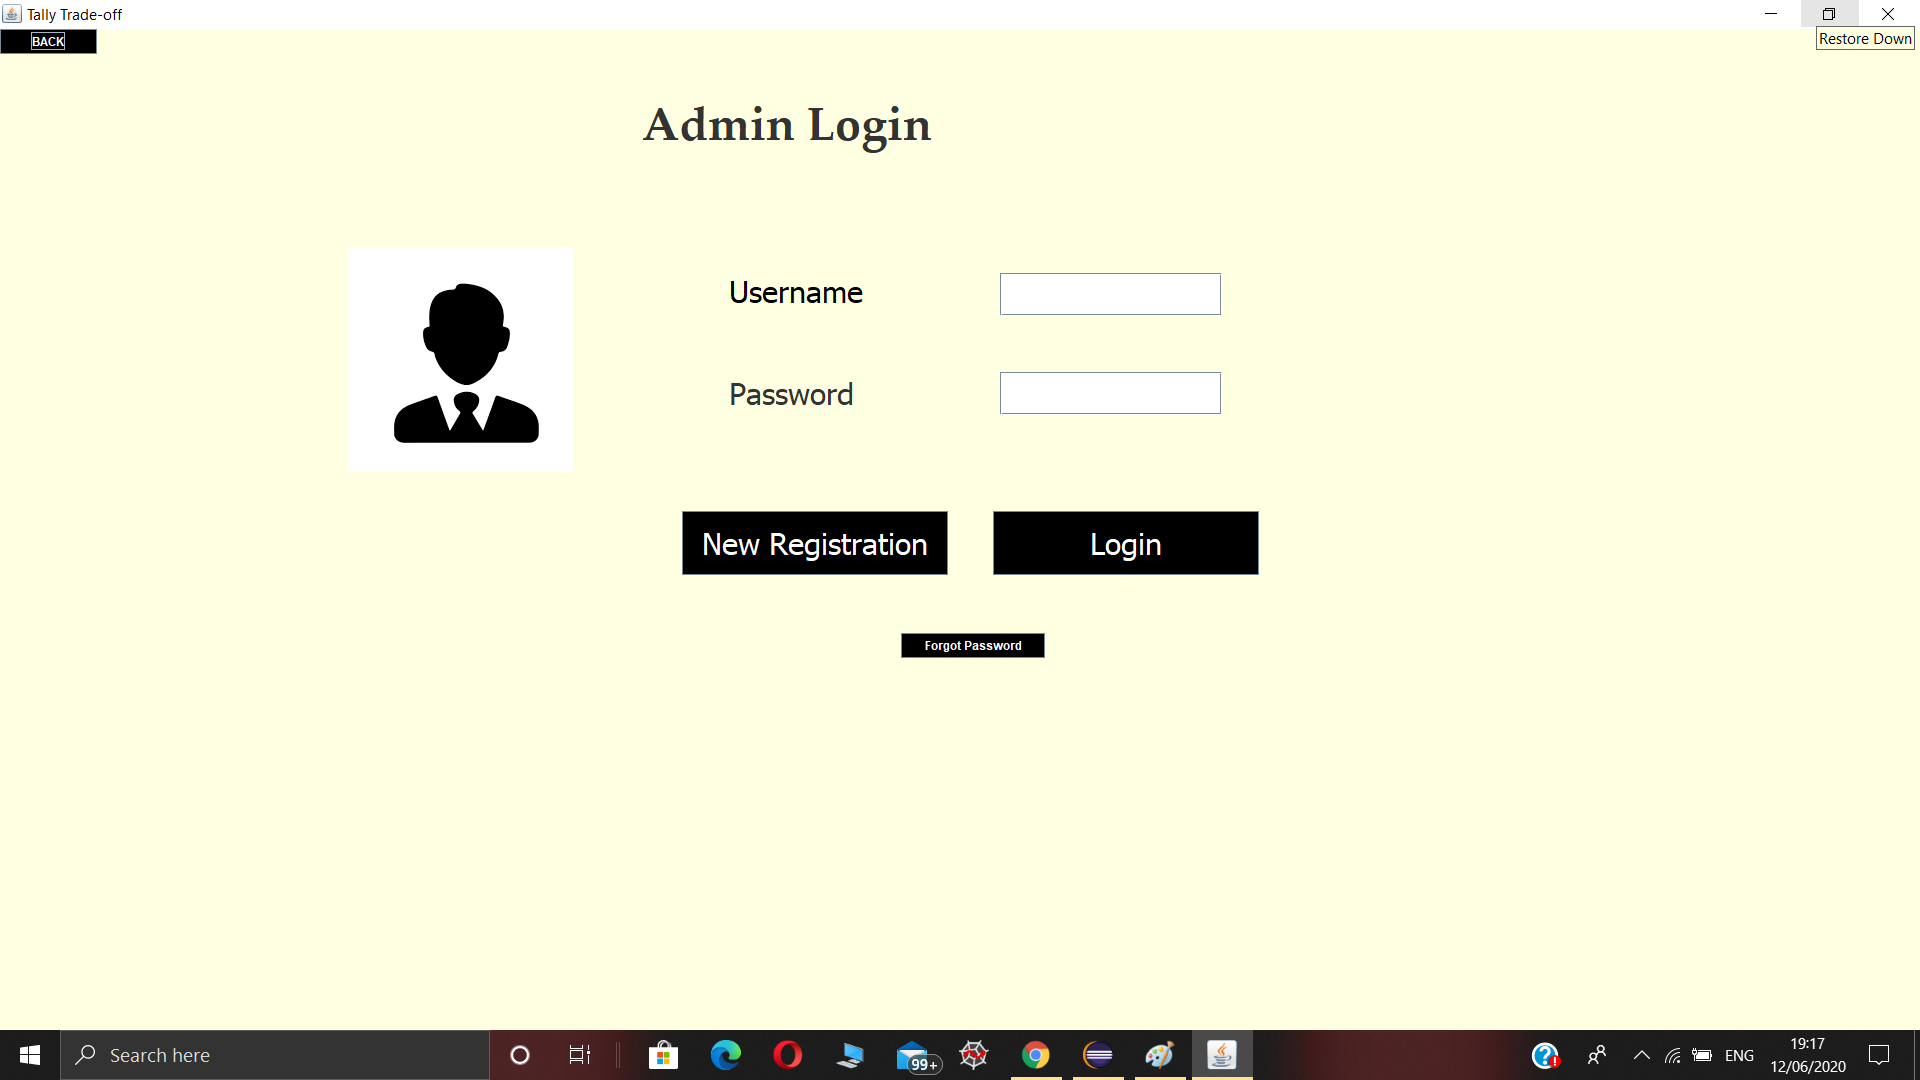 Tally Trade-off
BACK
Restore Down
Admin Login
Username
Password
New Registration
Login
Forgot Password
Search here
99+
ENG
19:17
12/06/2020